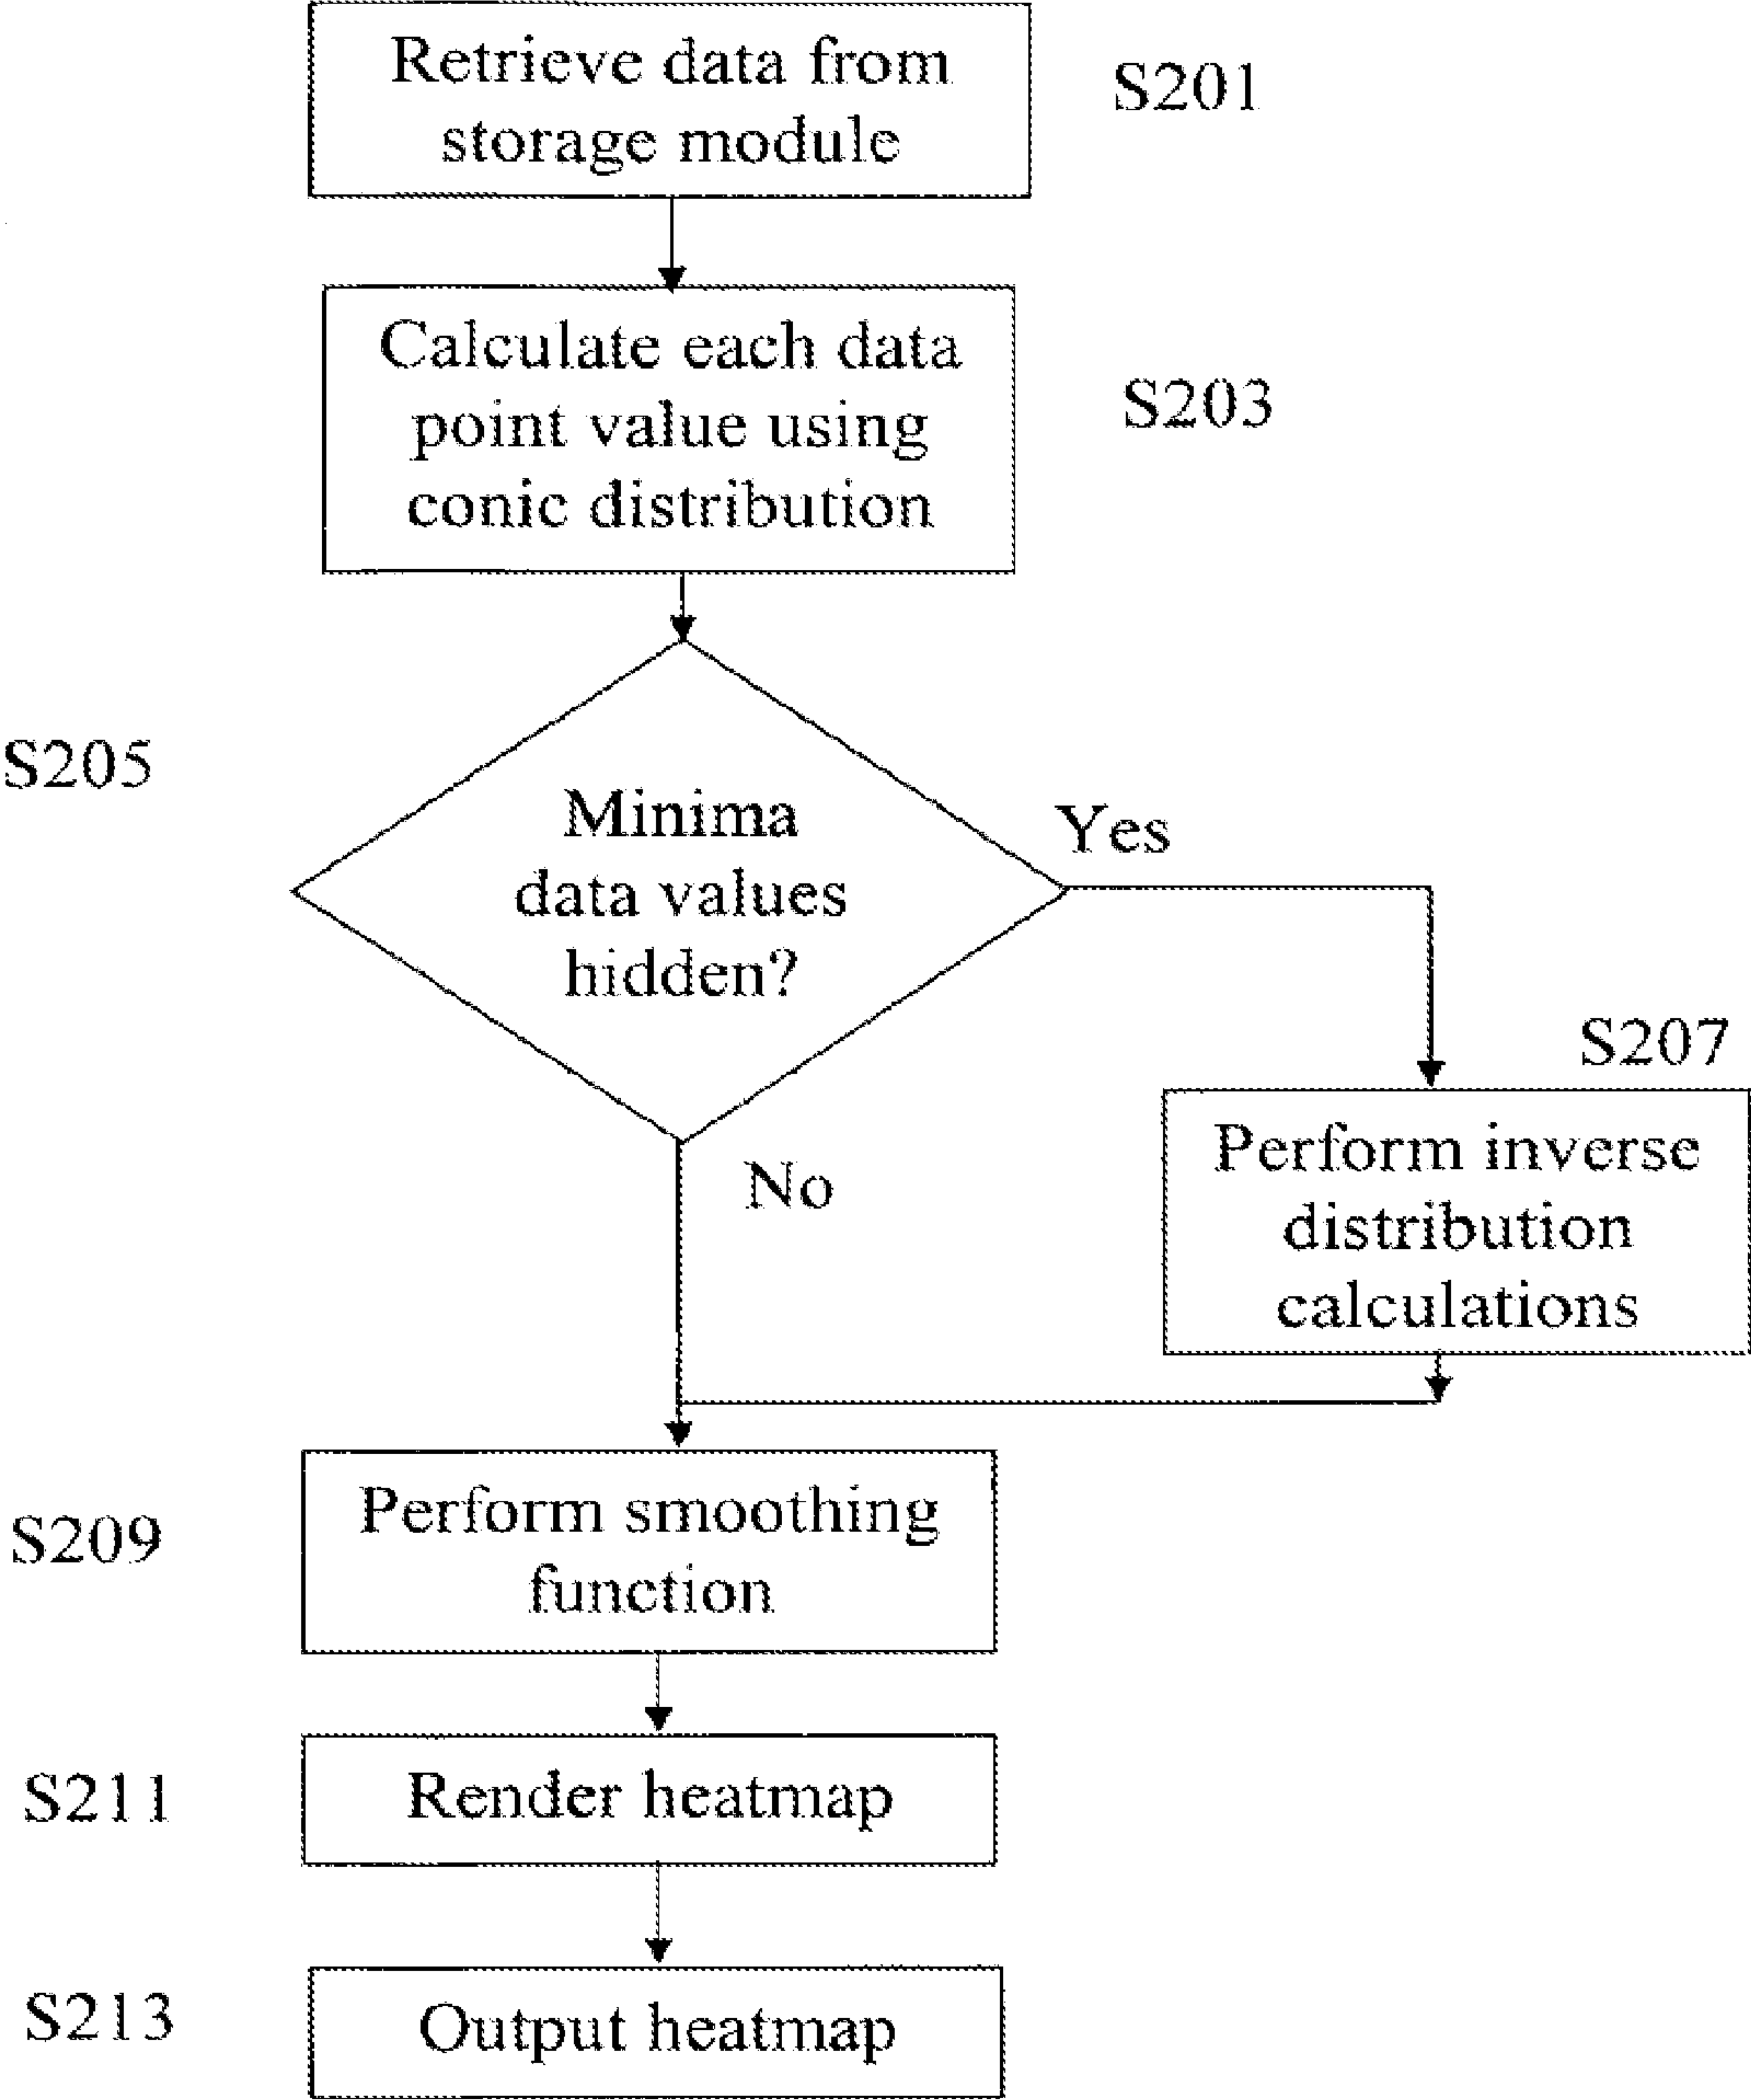 Retrieve data from
storage module
S201
Calculate each data
point value using
conic distribution
S203
S205
Minima
data values
hidden?
Yes
No
S207
Perform inverse
distribution
calculations
S209
Perform smoothing
function
S211
Render heatmap
S213
Output heatmap